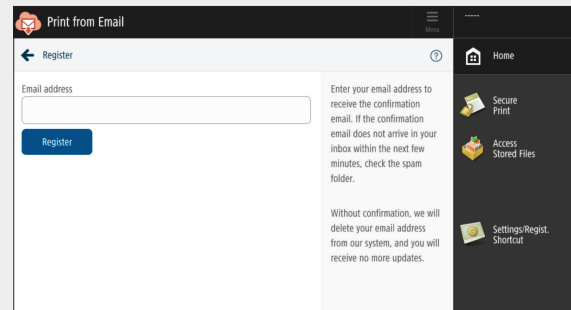 Print from Email
Menu
-----
Register
?
Home
Email address
Register
Enter your email address to
receive the confirmation
email. If the confirmation
email does not arrive in your
inbox within the next few
minutes, check the spam
folder.
Without confirmation, we will
delete your email address
from our system, and you will
receive no more updates.
Secure
Print
Access
Stored Files
Settings/Regist.
Shortcut